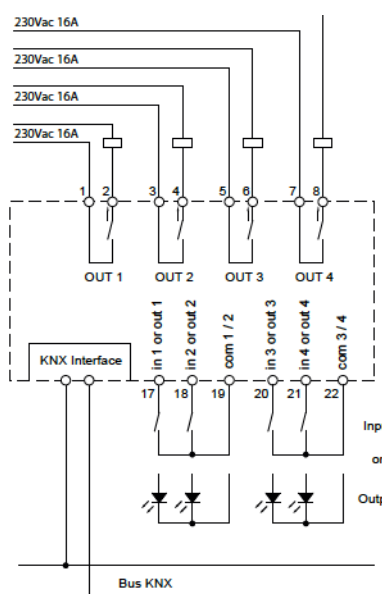 230Vac 16A
230Vac 16A
230Vac 16A
230Vac 16A
1 2 3 4 5 6 7 8
OUT 1 OUT 2 OUT 3 OUT 4
in 1 or out 1
in 2 or out 2
com 1 / 2
in 3 or out 3
in 4 or out 4
com 3 / 4
KNX Interface
17 18 19 20 21 22
Inp
or
Outp
Bus KNX